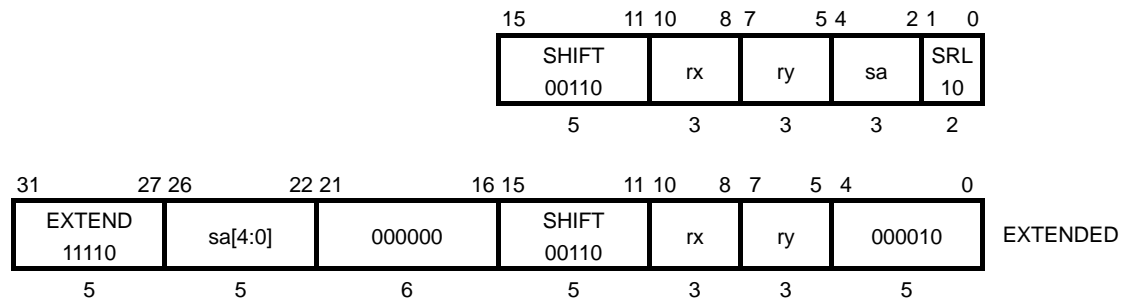 15 11 10 8 7 5 4 2 1 0
SHIFT
00110
rx
ry
sa
SRL
10
5 3 3 3 2
31 27 26 22 21 16 15 11 10 8 7 5 4 0
EXTEND
11110
sa[4:0]
000000
SHIFT
00110
rx
ry
000010
EXTENDED
5 5 6 5 3 3 5